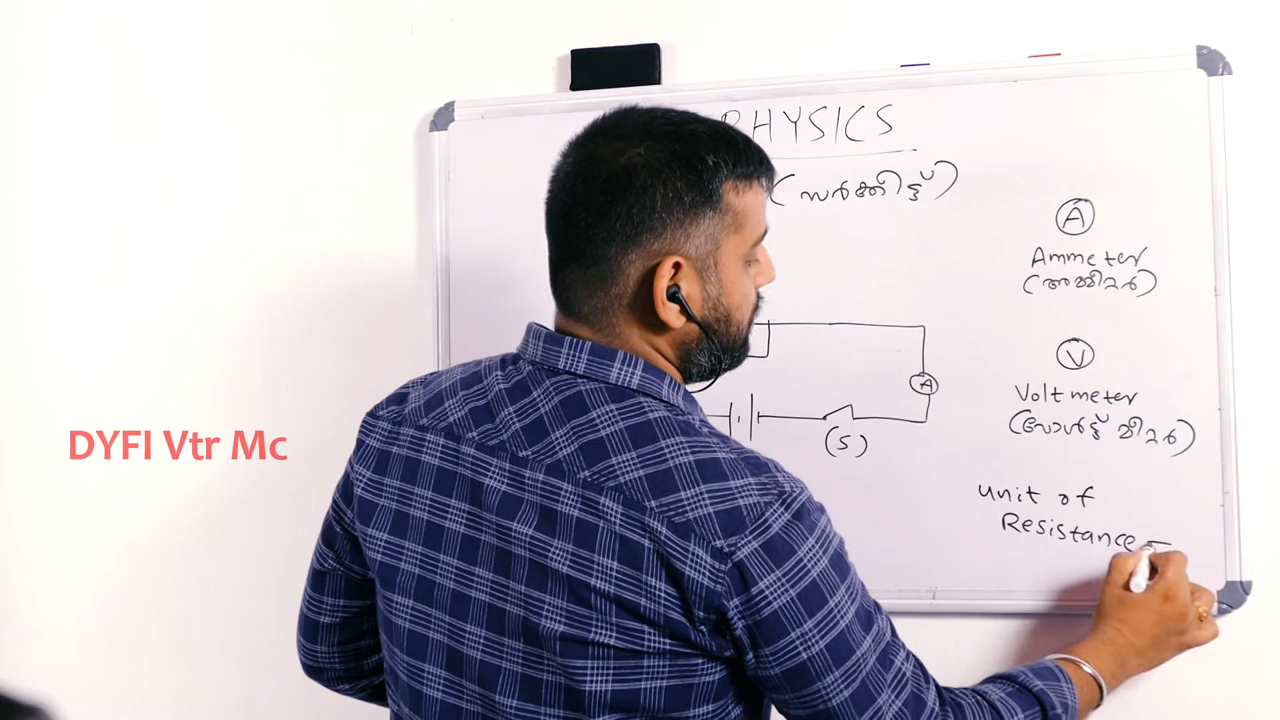 PHYSICS
(സർക്കീട്ട്)
A
Ammeter
(അമ്മീറ്റർ)
A
V
Voltmeter
(വോൾട്ട് മീറ്റർ)
(S)
DYFI Vtr Mc
Unit of
Resistance =